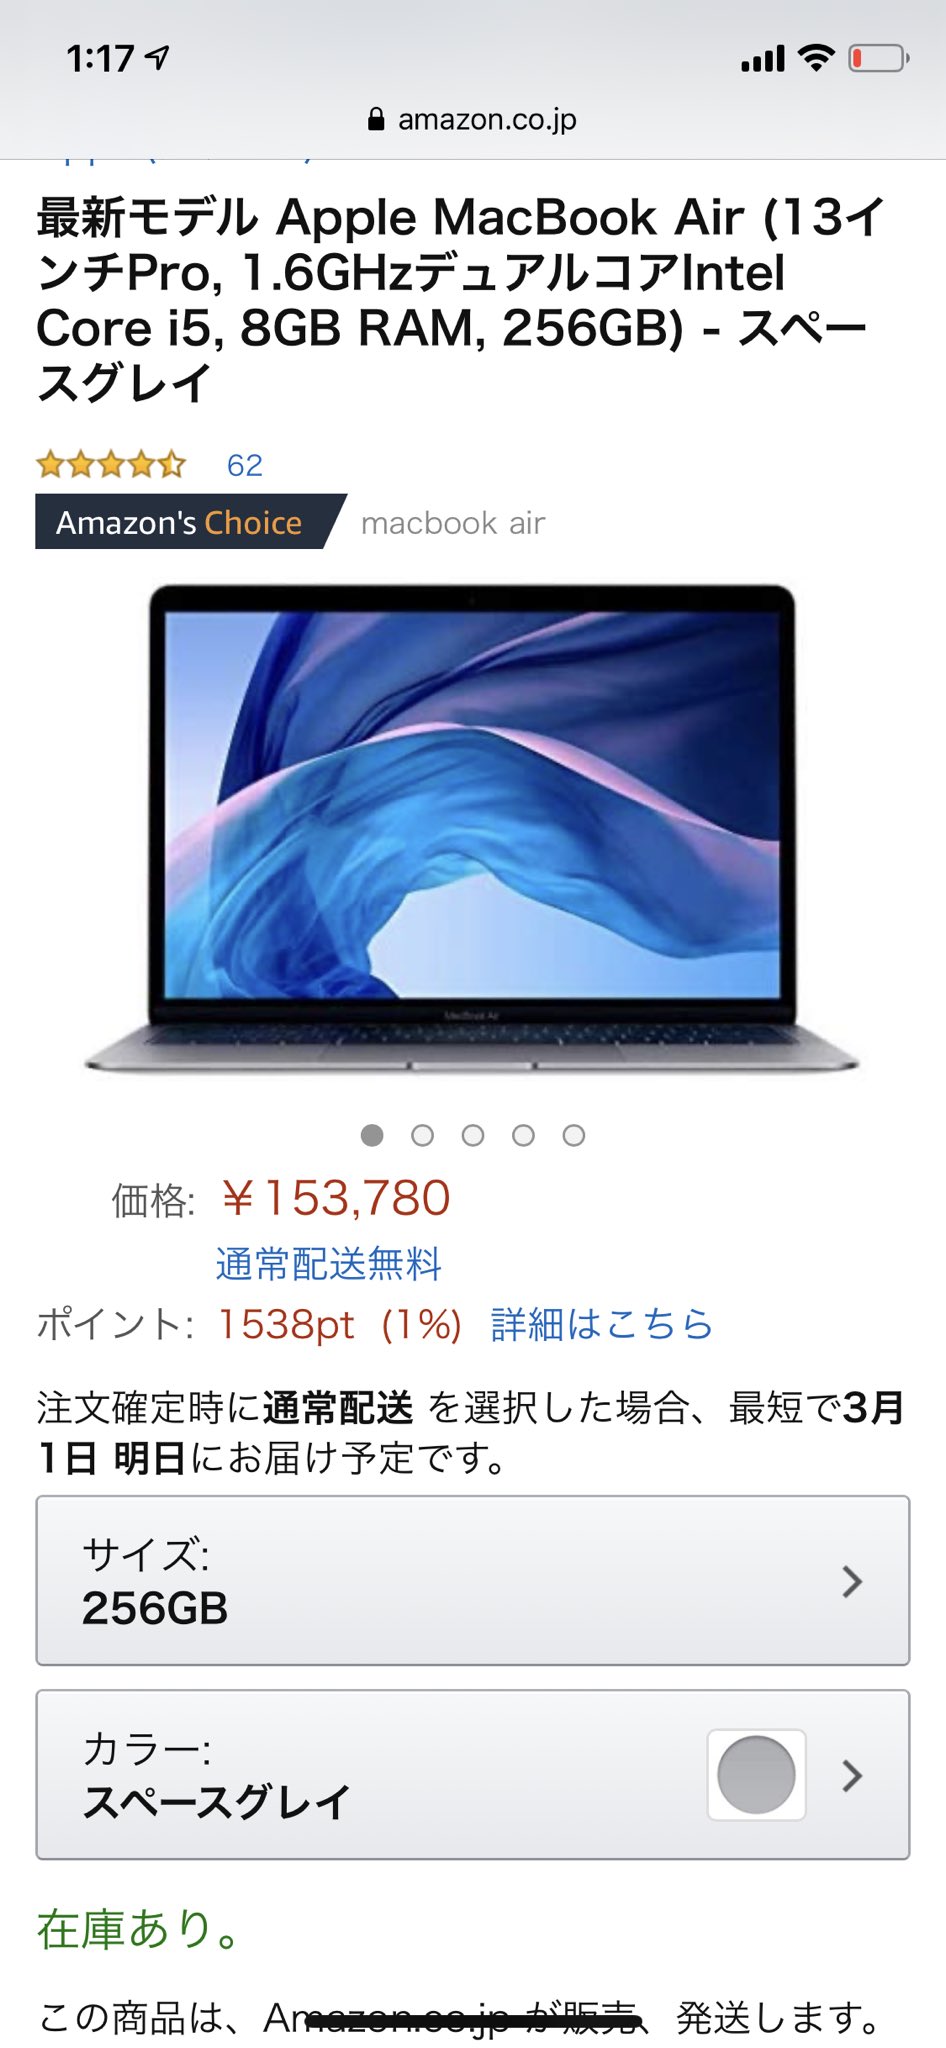 1:17
amazon.co.jp
最新モデル Apple MacBook Air (13イ
ンチPro, 1.6GHzデュアルコアIntel
Core i5, 8GB RAM, 256GB) - スペー
スグレイ
62
Amazon's Choice macbook air
MacBook Air
価格: ￥153,780
通常配送無料
ポイント: 1538pt (1%) 詳細はこちら
注文確定時に通常配送 を選択した場合、最短で3月
1日 明日にお届け予定です。
サイズ:
256GB
カラー:
スペースグレイ
在庫あり。
この商品は、Amazon.co.jp が販売、発送します。